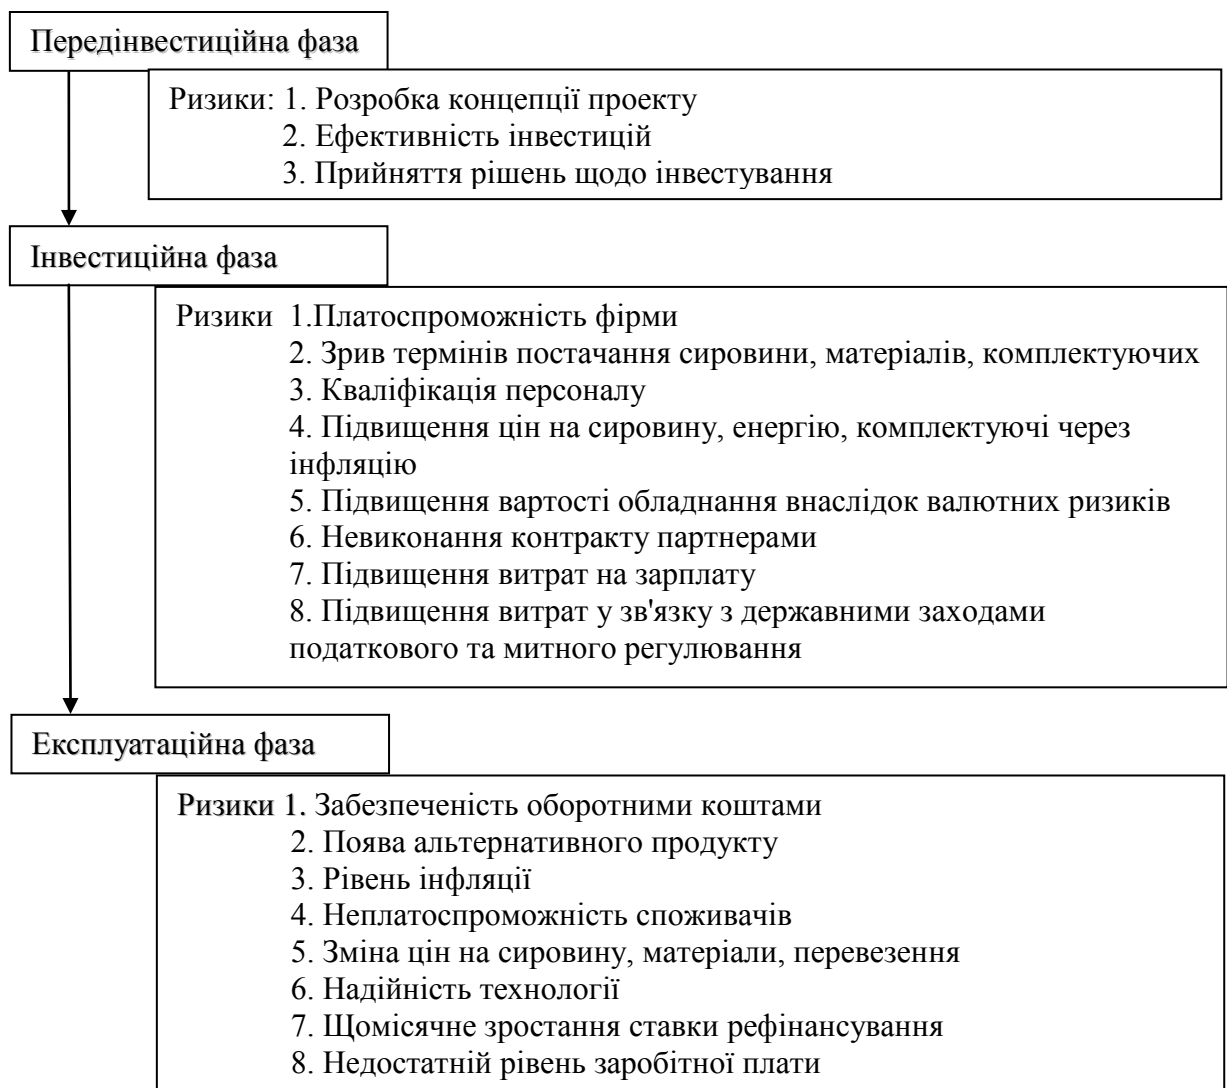 Передінвестиційна фаза
Ризики: 1. Розробка концепції проекту
2. Ефективність інвестицій
3. Прийняття рішень щодо інвестування
Інвестиційна фаза
Ризики 1.Платоспроможність фірми
2. Зрив термінів постачання сировини, матеріалів, комплектуючих
3. Кваліфікація персоналу
4. Підвищення цін на сировину, енергію, комплектуючі через
інфляцію
5. Підвищення вартості обладнання внаслідок валютних ризиків
6. Невиконання контракту партнерами
7. Підвищення витрат на зарплату
8. Підвищення витрат у зв'язку з державними заходами
податкового та митного регулювання
Експлуатаційна фаза
Ризики 1. Забезпеченість оборотними коштами
2. Поява альтернативного продукту
3. Рівень інфляції
4. Неплатоспроможність споживачів
5. Зміна цін на сировину, матеріали, перевезення
6. Надійність технології
7. Щомісячне зростання ставки рефінансування
8. Недостатній рівень заробітної плати